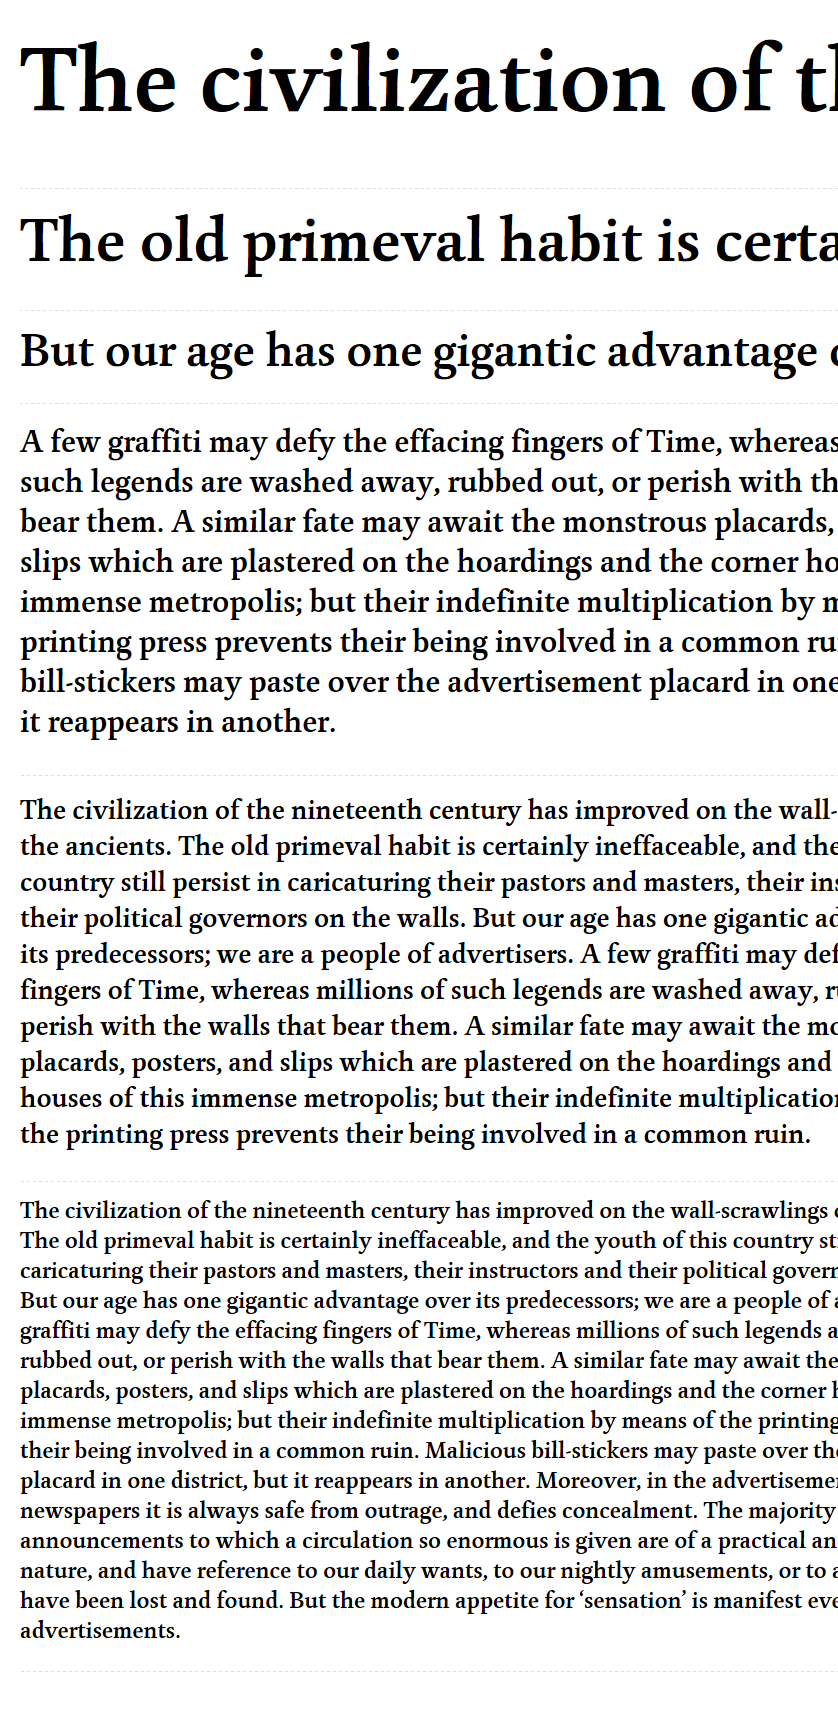 The civilization of
The old primeval habit is
But our age has one gigantic advantage
A few graffiti may defy the effacing fingers of Time, whereas
such legends are washed away, rubbed out, or perish with
bear them. A similar fate may await the monstrous placards,
slips which are plastered on the hoardings and the corner
immense metropolis; but their indefinite multiplication by
printing press prevents their being involved in a common
bill-stickers may paste over the advertisement placard in one
it reappears in another.
The civilization of the nineteenth century has improved on the wall-
the ancients. The old primeval habit is certainly ineffaceable, and the
country still persist in caricaturing their pastors and masters, their
their political governors on the walls. But our age has one gigantic
its predecessors; we are a people of advertisers. A few graffiti may
fingers of Time, whereas millions of such legends are washed away,
perish with the walls that bear them. A similar fate may await the
placards, posters, and slips which are plastered on the hoardings and
houses of this immense metropolis; but their indefinite multiplication
the printing press prevents their being involved in a common ruin.
The civilization of the nineteenth century has improved on the wall-scrawlings
The old primeval habit is certainly ineffaceable, and the youth of this country
caricaturing their pastors and masters, their instructors and their political
But our age has one gigantic advantage over its predecessors; we are a people of
graffiti may defy the effacing fingers of Time, whereas millions of such legends
rubbed out, or perish with the walls that bear them. A similar fate may await the
placards, posters, and slips which are plastered on the hoardings and the corner
immense metropolis; but their indefinite multiplication by means of the printing
their being involved in a common ruin. Malicious bill-stickers may paste over the
placard in one district, but it reappears in another. Moreover, in the
newspapers it is always safe from outrage, and defies concealment. The majority
announcements to which a circulation so enormous is given are of a practical
nature, and have reference to our daily wants, to our nightly amusements, or to
have been lost and found. But the modern appetite for ‘sensation’ is manifest
advertisements.